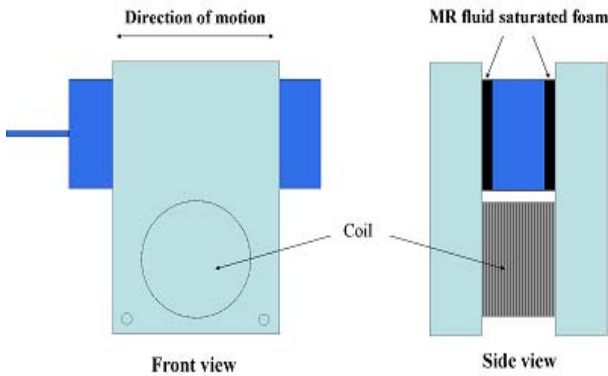 Direction of motion
MR fluid saturated foam
Coil
Front view
Side view